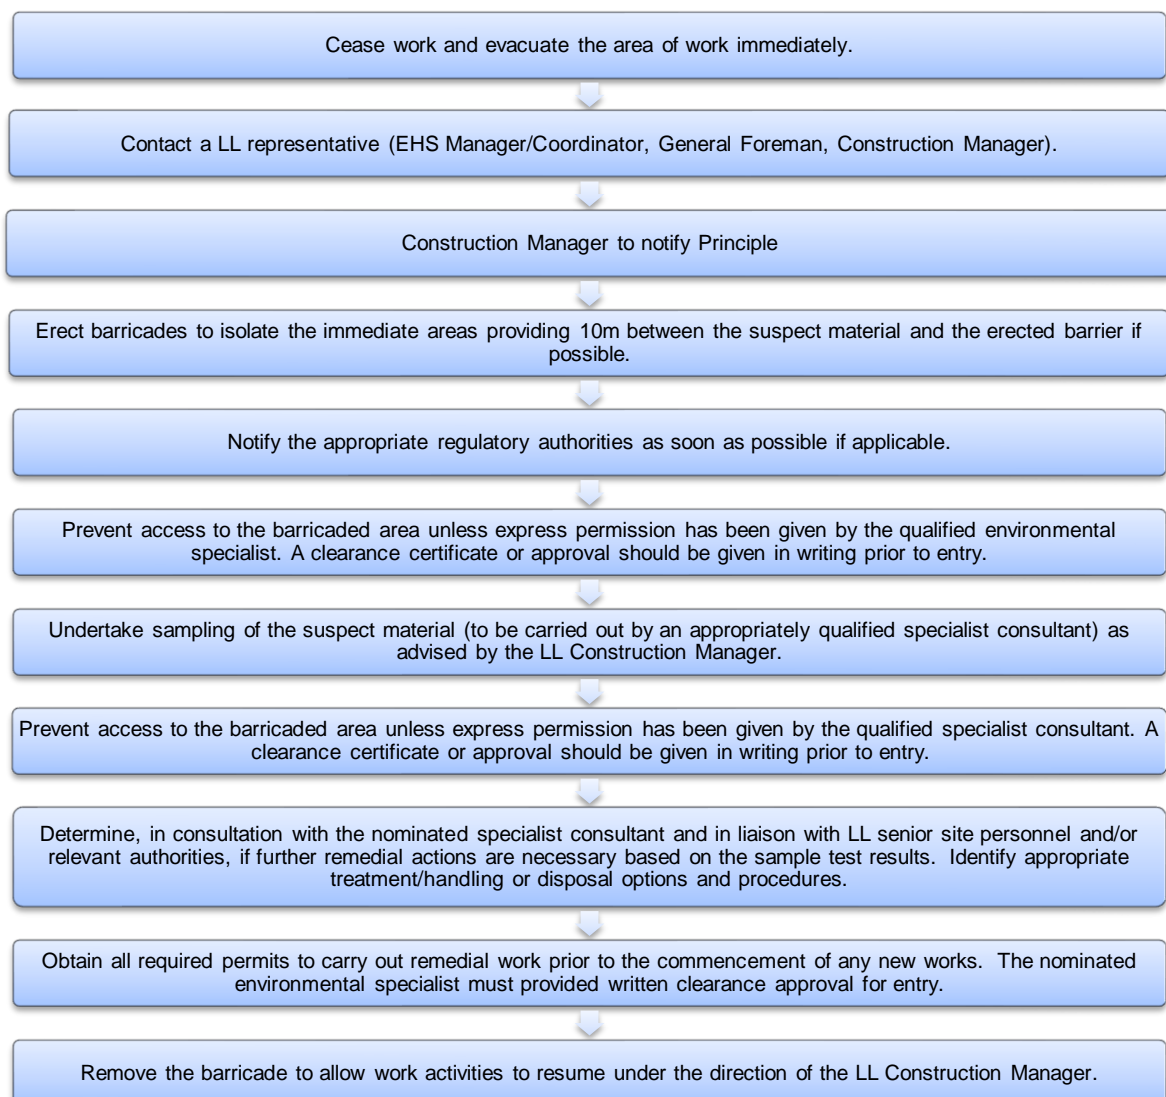 Cease work and evacuate the area of work immediately.
Contact a LL representative (EHS Manager/Coordinator, General Foreman, Construction Manager).
Construction Manager to notify Principle
Erect barricades to isolate the immediate areas providing 10m between the suspect material and the erected barrier if
possible.
Notify the appropriate regulatory authorities as soon as possible if applicable.
Prevent access to the barricaded area unless express permission has been given by the qualified environmental
specialist. A clearance certificate or approval should be given in writing prior to entry.
Undertake sampling of the suspect material (to be carried out by an appropriately qualified specialist consultant) as
advised by the LL Construction Manager.
Prevent access to the barricaded area unless express permission has been given by the qualified specialist consultant. A
clearance certificate or approval should be given in writing prior to entry.
Determine, in consultation with the nominated specialist consultant and in liaison with LL senior site personnel and/or
relevant authorities, if further remedial actions are necessary based on the sample test results. Identify appropriate
treatment/handling or disposal options and procedures.
Obtain all required permits to carry out remedial work prior to the commencement of any new works. The nominated
environmental specialist must provided written clearance approval for entry.
Remove the barricade to allow work activities to resume under the direction of the LL Construction Manager.